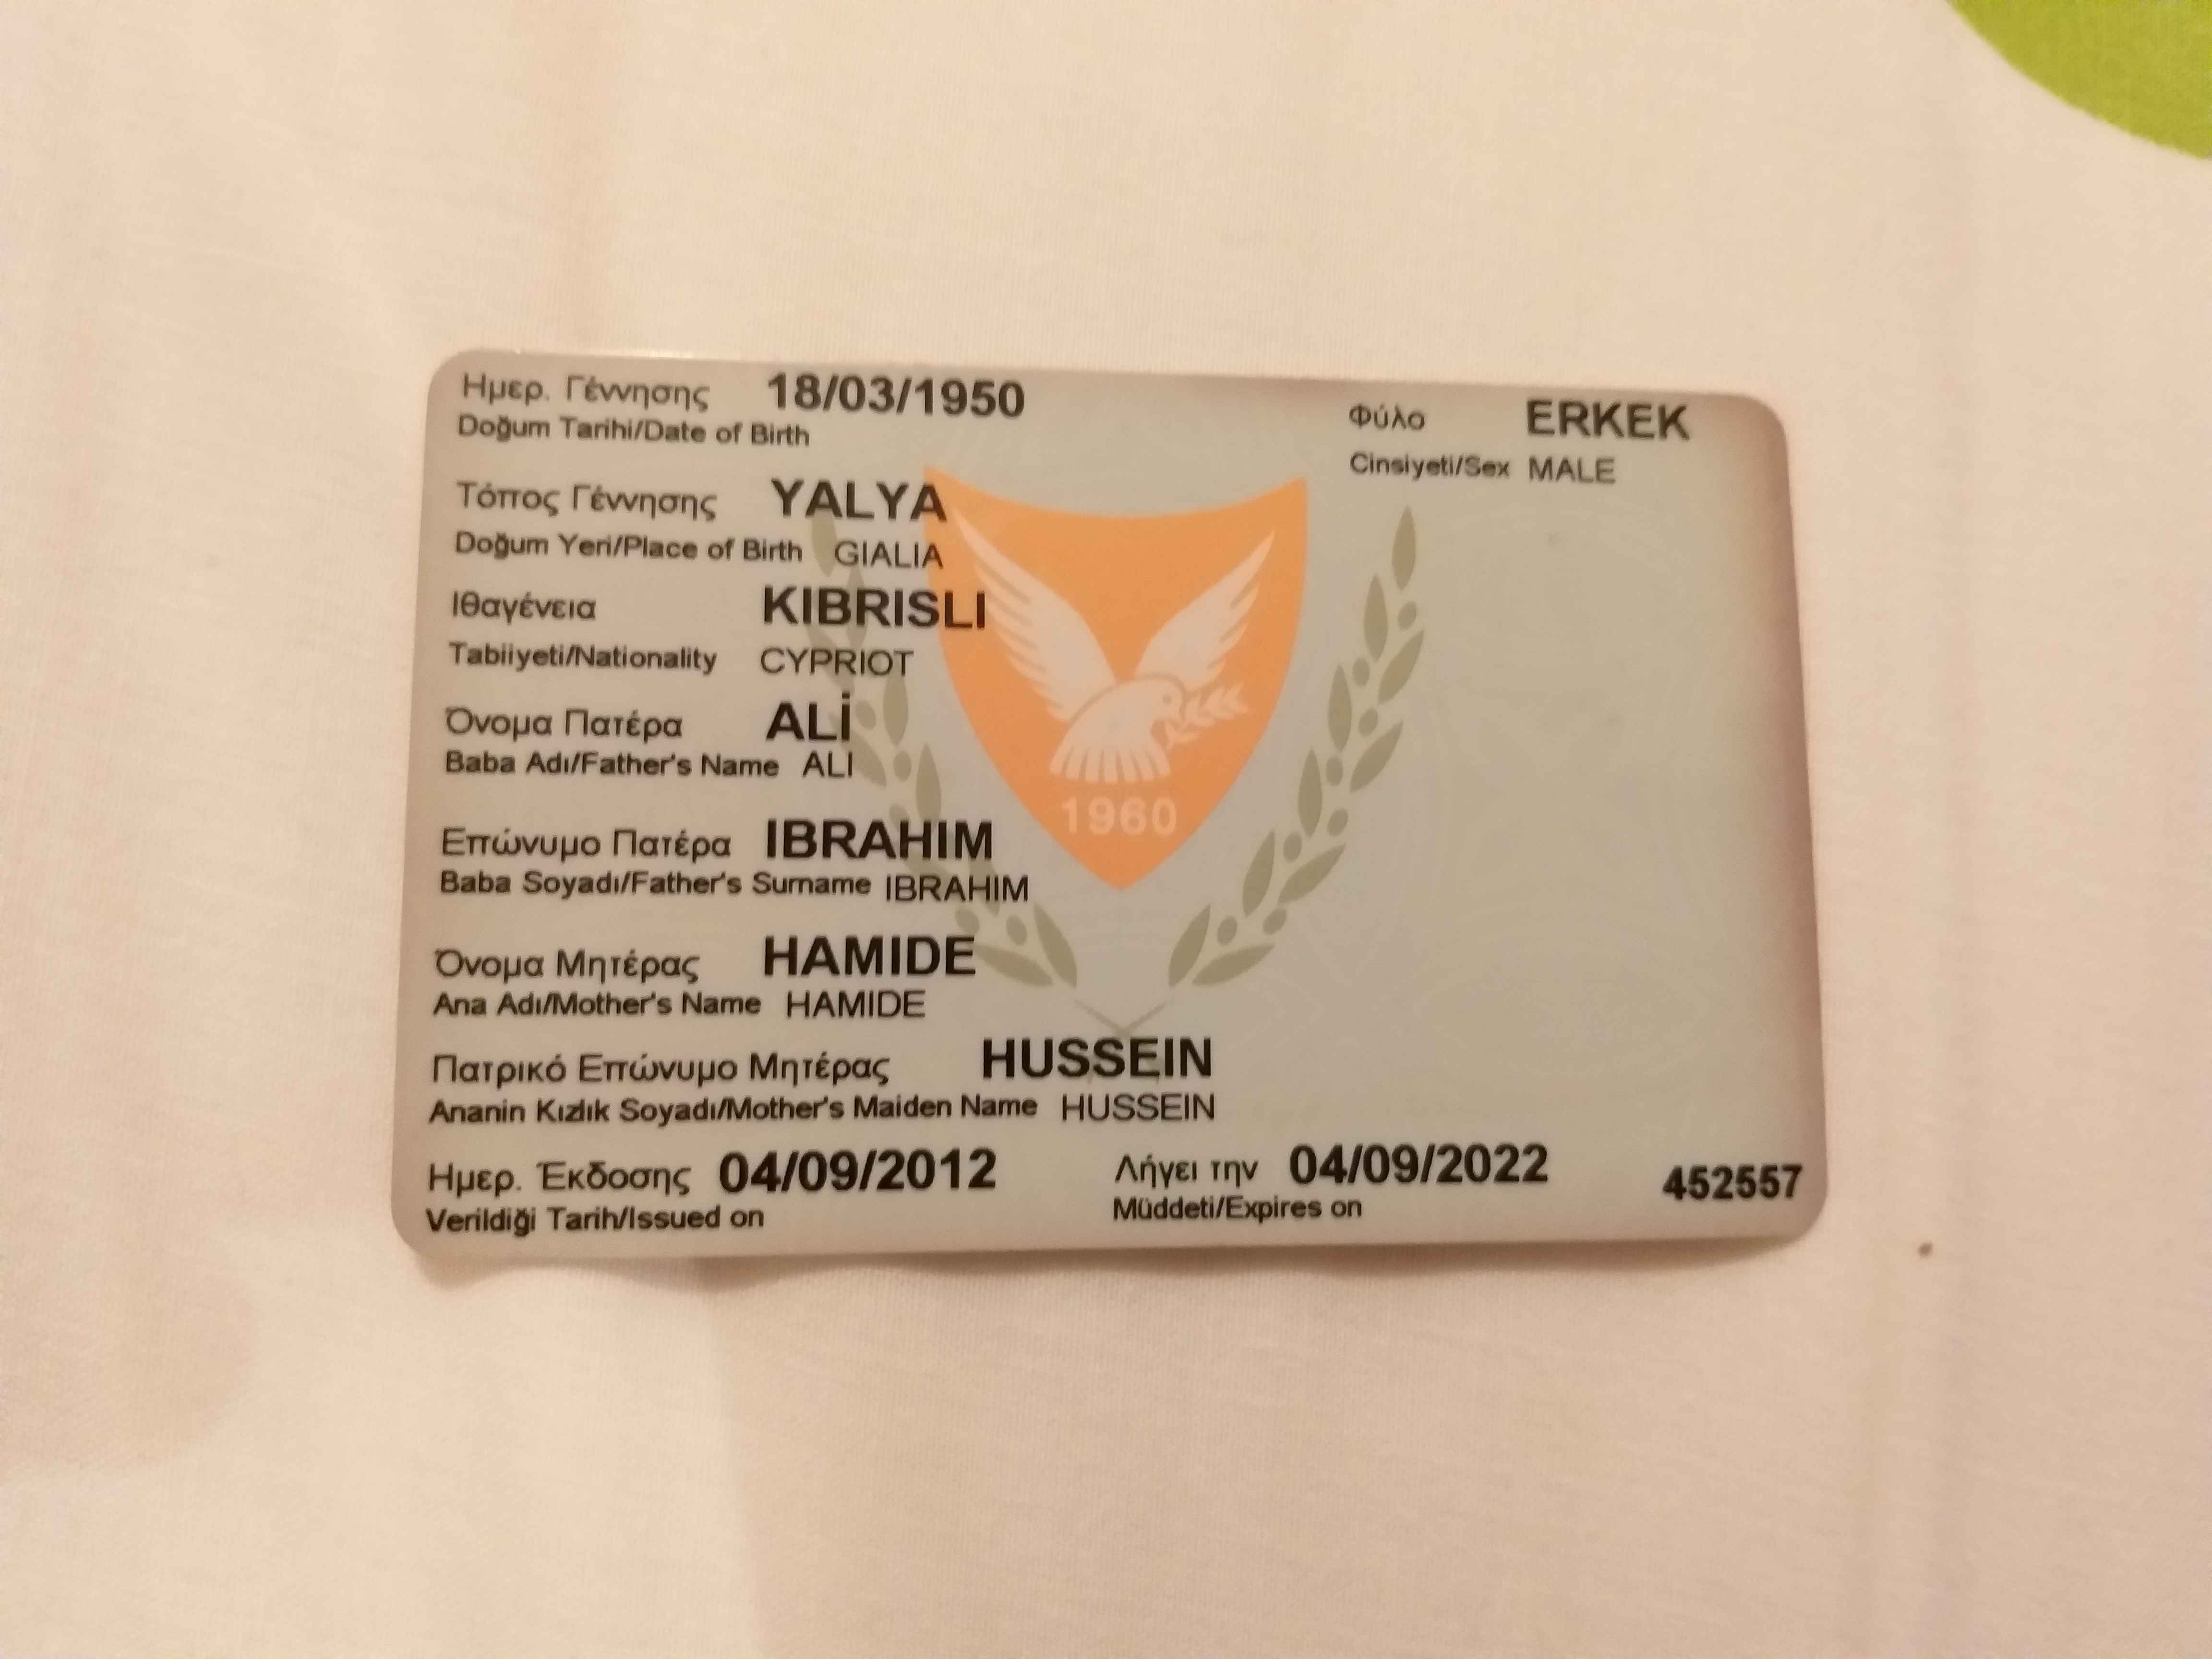 Ημερ. Γέννησης 18/03/1950
Doğum Tarihi/Date of Birth
Φύλο ERKEK
Cinsiyeti/Sex MALE
Τόπος Γέννησης YALYA
Doğum Yeri/Place of Birth GIALIA
Ιθαγένεια KIBRISLI
Tabiiyeti/Nationality CYPRIOT
Όνομα Πατέρα ALİ
Baba Adı/Father's Name ALI
1960
Επώνυμο Πατέρα IBRAHIM
Baba Soyadı/Father's Surname IBRAHIM
Όνομα Μητέρας HAMIDE
Ana Adı/Mother's Name HAMIDE
Πατρικό Επώνυμο Μητέρας HUSSEIN
Ananin Kızlık Soyadı/Mother's Maiden Name HUSSEIN
Ημερ. Έκδοσης 04/09/2012 Λήγει την 04/09/2022 452557
Verildiği Tarih/Issued on Müddeti/Expires on